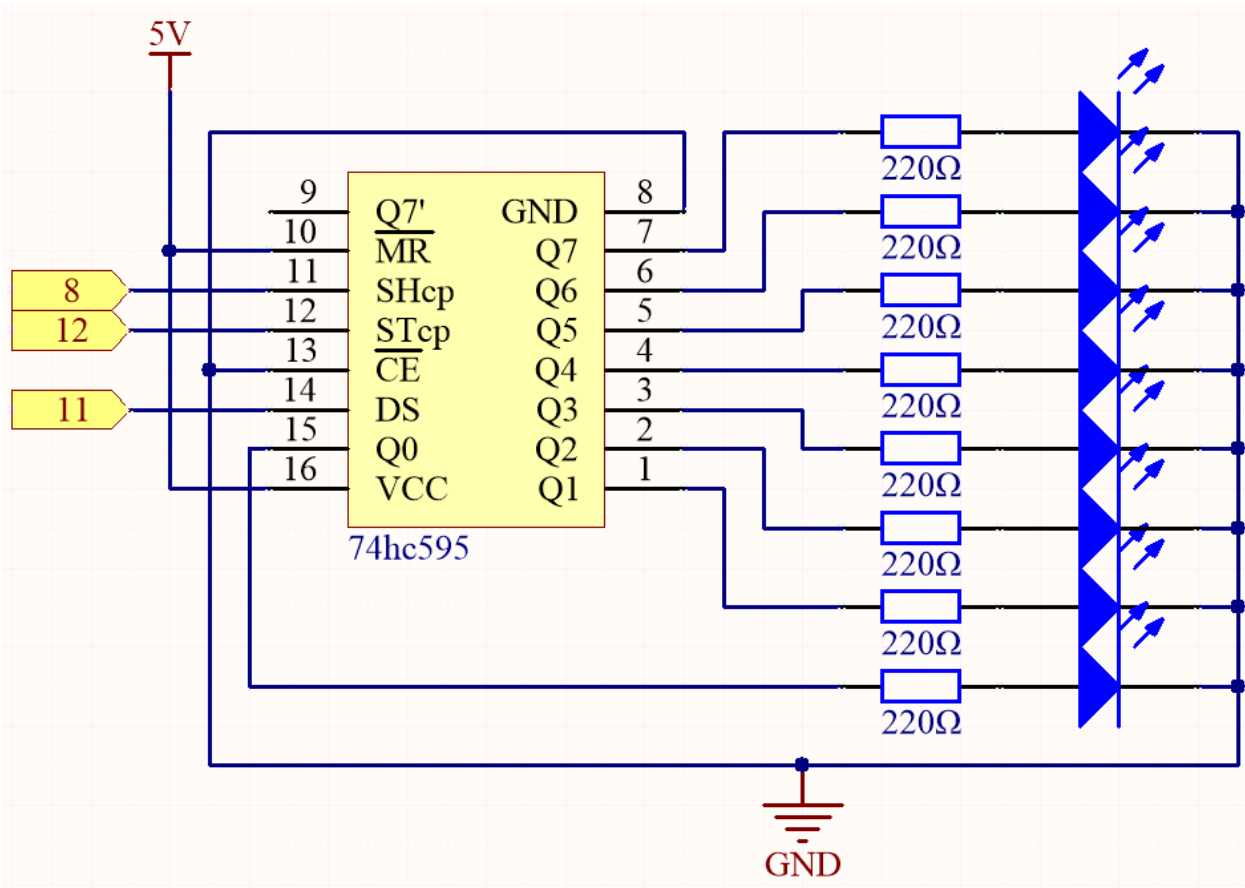 5V
9 Q7' GND 8
10 MR Q7 7
8 11 SHcp Q6 6
12 12 STcp Q5 5
13 CE Q4 4
11 14 DS Q3 3
15 Q0 Q2 2
16 VCC Q1 1
74hc595
220Ω
220Ω
220Ω
220Ω
220Ω
220Ω
220Ω
220Ω
GND